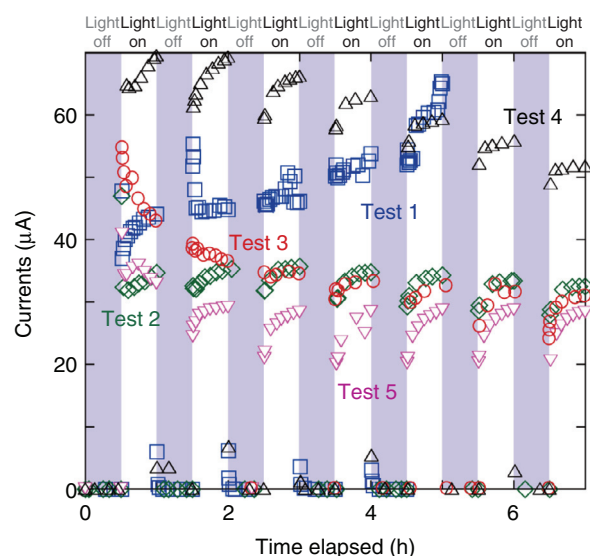 Light Light Light Light Light Light Light Light Light Light Light Light Light Light
off on off on off on off on off on off on off on
60
40
20
0
Currents (μA)
Test 4
Test 1
Test 3
Test 2
Test 5
0 2 4 6
Time elapsed (h)